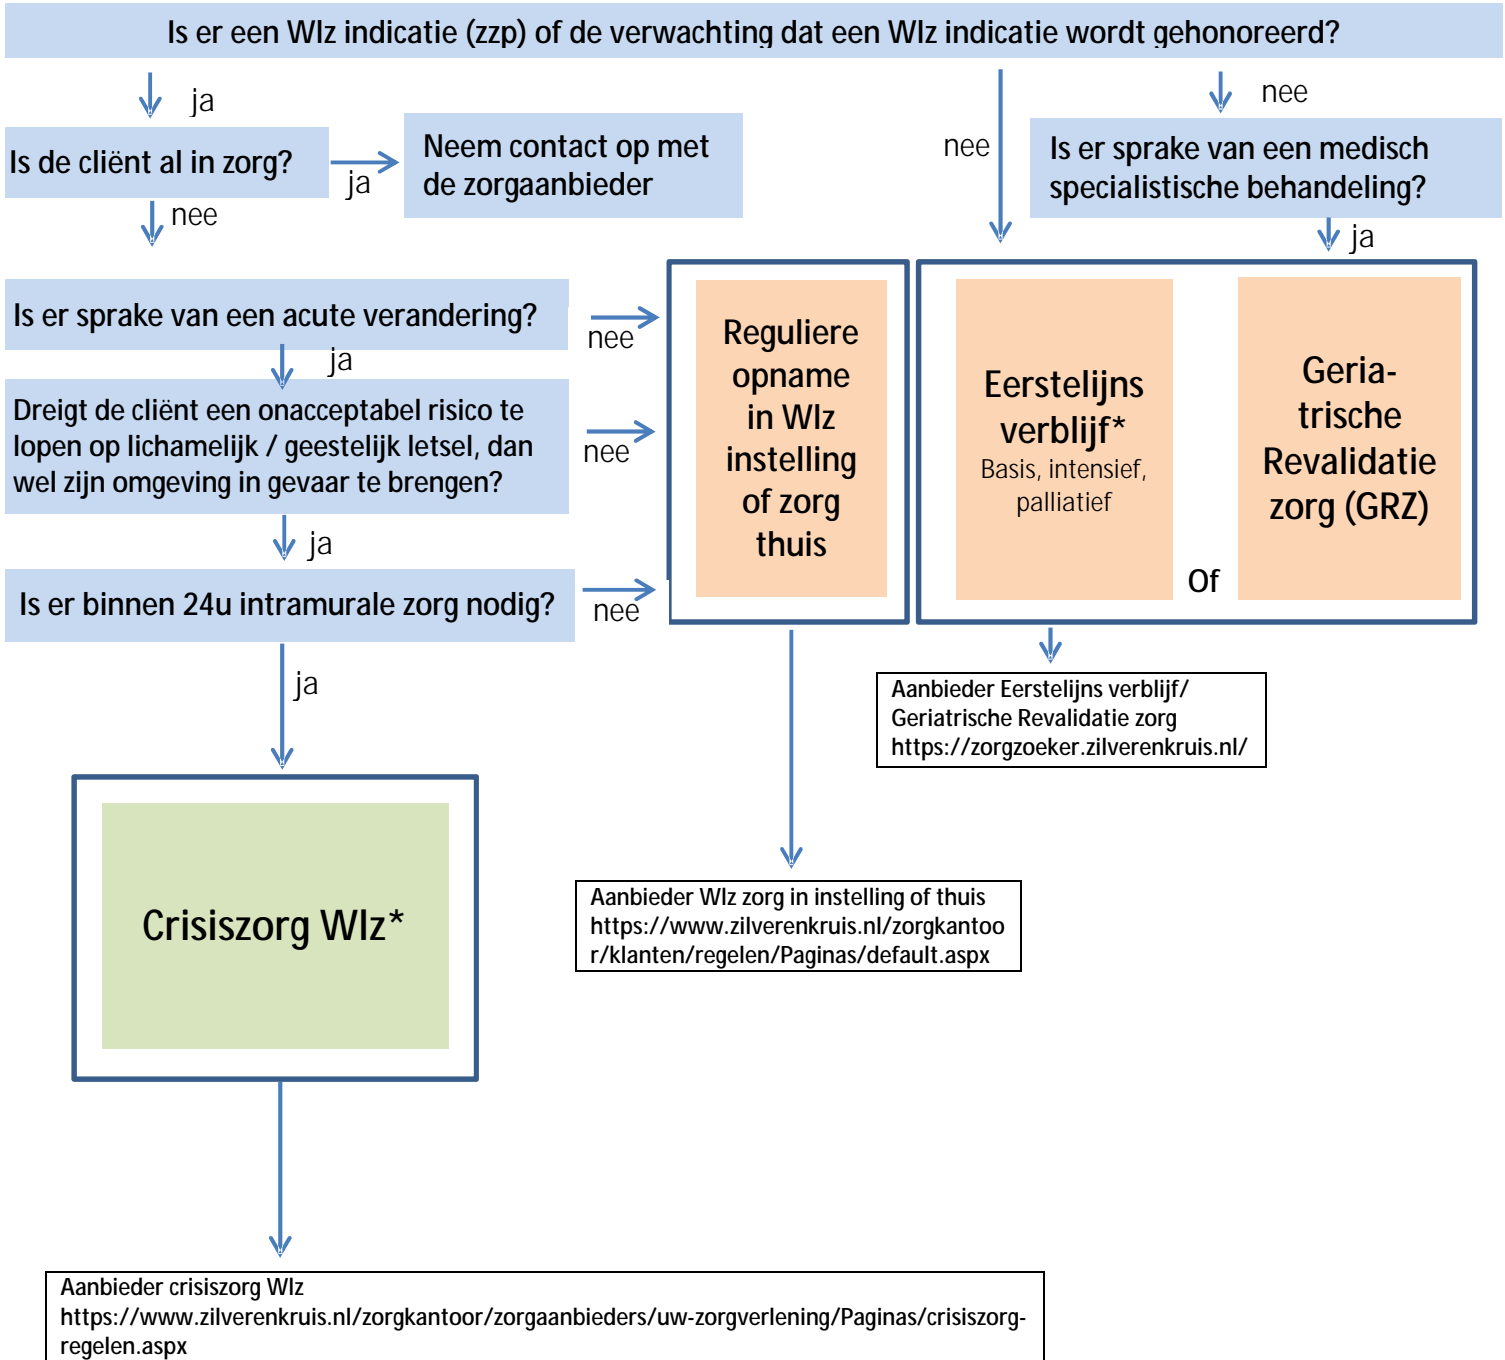 Is er een Wlz indicatie (zzp) of de verwachting dat een Wlz indicatie wordt gehonoreerd?
ja
nee
Is de cliënt al in zorg?
ja
Neem contact op met
de zorgaanbieder
nee
Is er sprake van een medisch
specialistische behandeling?
nee
ja
Is er sprake van een acute verandering?
nee
ja
Dreigt de cliënt een onacceptabel risico te
lopen op lichamelijk / geestelijk letsel, dan
wel zijn omgeving in gevaar te brengen?
nee
ja
Is er binnen 24u intramurale zorg nodig?
nee
ja
Reguliere
opname
in Wlz
instelling
of zorg
thuis
Eerstelijns
verblijf*
Basis, intensief,
palliatief
Of
Geria-
trische
Revalidatie
zorg (GRZ)
Aanbieder Eerstelijns verblijf/
Geriatrische Revalidatie zorg
https://zorgzoeker.zilverenkruis.nl/
Crisiszorg Wlz*
Aanbieder Wlz zorg in instelling of thuis
https://www.zilverenkruis.nl/zorgkantoo
r/klanten/regelen/Paginas/default.aspx
Aanbieder crisiszorg Wlz
https://www.zilverenkruis.nl/zorgkantoor/zorgaanbieders/uw-zorgverlening/Paginas/crisiszorg-
regelen.aspx